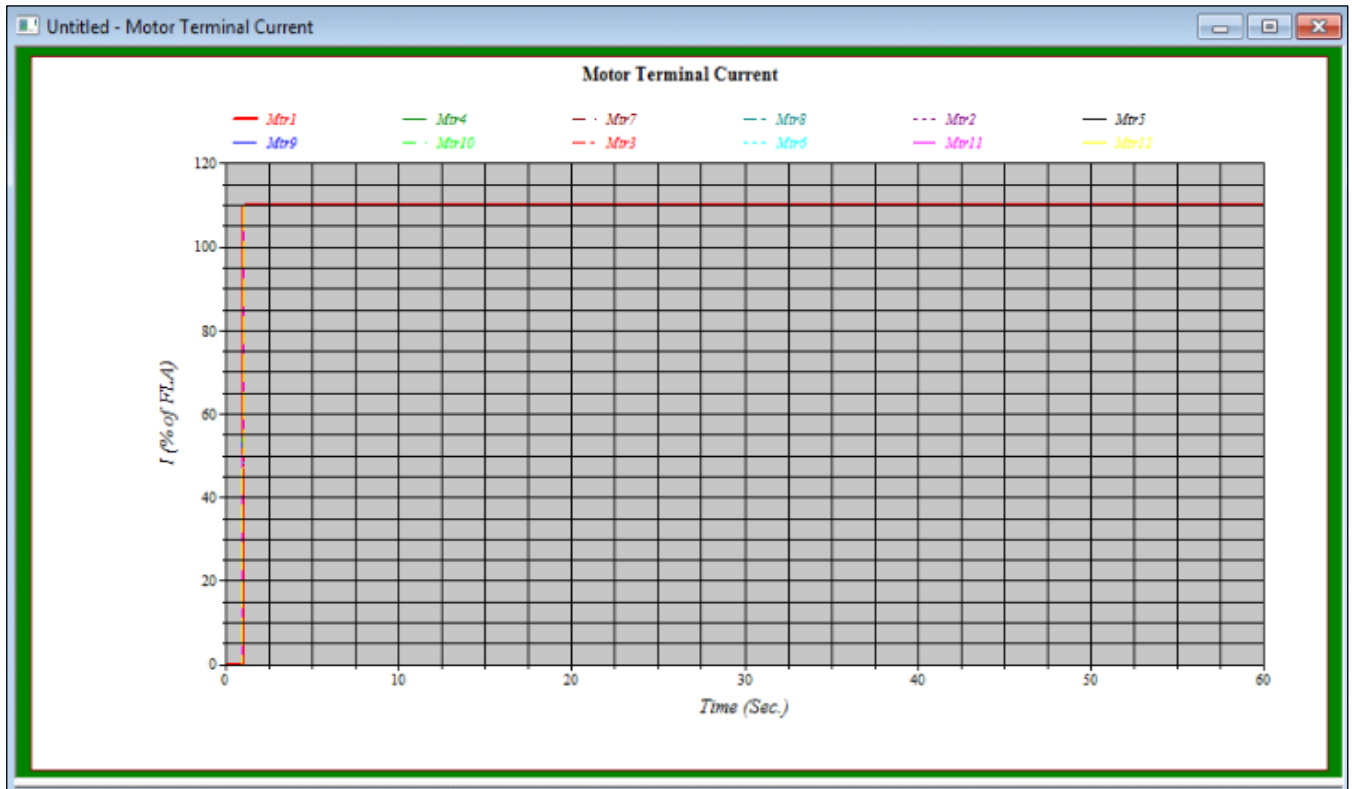 Untitled - Motor Terminal Current
Motor Terminal Current
Mtr1 Mtr4 Mtr7 Mtr8 Mtr2 Mtr5
Mtr9 Mtr10 Mtr3 Mtr6 Mtr11 Mtr12
120
100
80
60
40
20
0
I (% of FLA)
0 10 20 30 40 50 60
Time (Sec.)